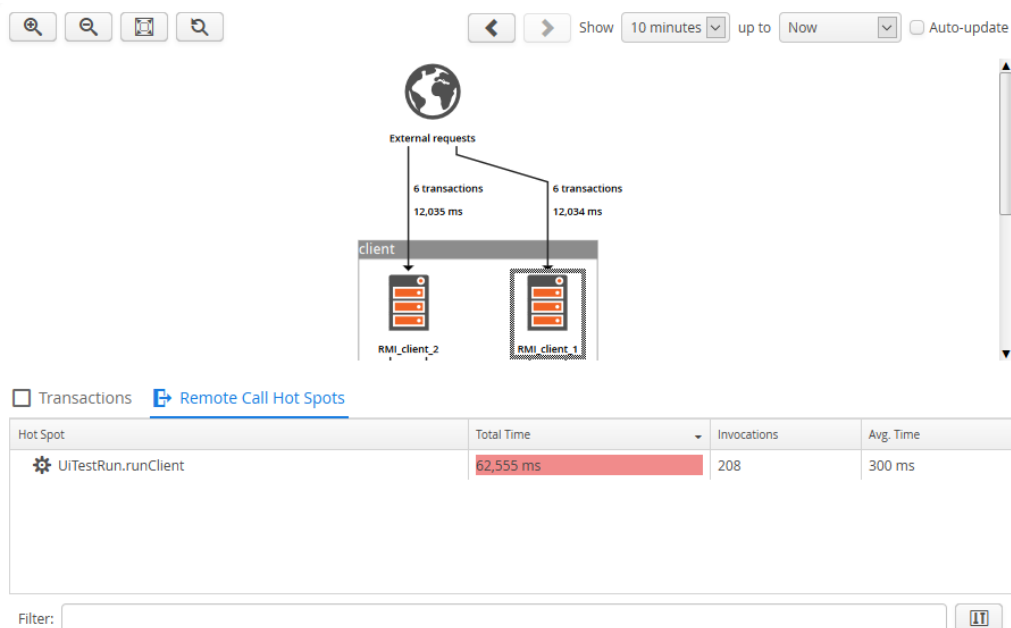 Show 10 minutes up to Now Auto-update
External requests
6 transactions 6 transactions
12,035 ms 12,034 ms
client
RMI_client_2 RMI_client_1
Transactions Remote Call Hot Spots
Hot Spot Total Time Invocations Avg. Time
UiTestRun.runClient 62,555 ms 208 300 ms
Filter: